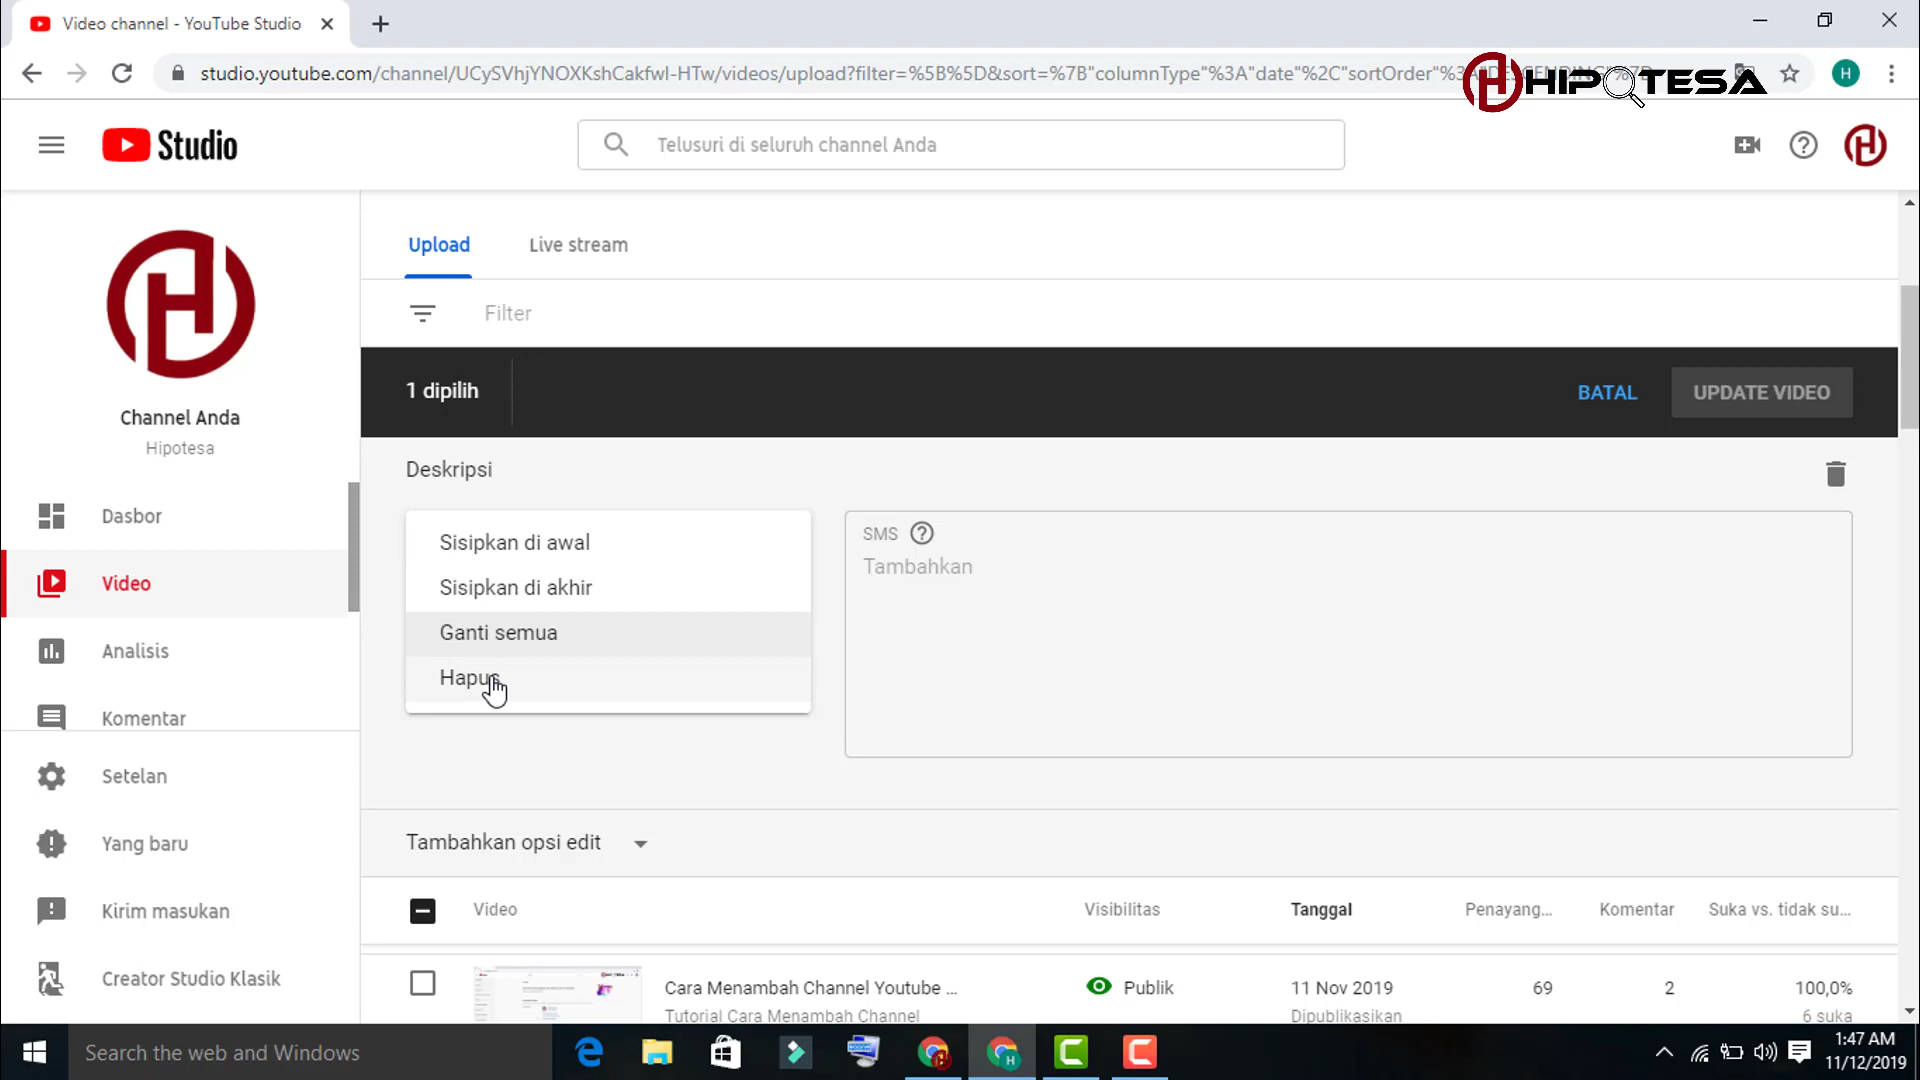 Video channel - YouTube Studio
studio.youtube.com/channel/UCySVhjYNOXKshCakfwI-HTw/videos/upload?filter=%5B%5D&sort=%7B"columnType"%3A"date"%2C"sortOrder"%3A
HIPOTESA
Studio
Telusuri di seluruh channel Anda
H
Upload
Live stream
Filter
1 dipilih
BATAL
UPDATE VIDEO
Channel Anda
Hipotesa
Deskripsi
Sisipkan di awal
Sisipkan di akhir
Ganti semua
Hapus
SMS
Tambahkan
Dasbor
Video
Analisis
Komentar
Setelan
Yang baru
Kirim masukan
Creator Studio Klasik
Tambahkan opsi edit
Video
Visibilitas
Tanggal
Penayang...
Komentar
Suka vs. tidak su...
Cara Menambah Channel Youtube ...
Publik
11 Nov 2019
69
2
100,0%
Tutorial Cara Menambah Channel
Dipublikasikan
6 suka
Search the web and Windows
1:47 AM
11/12/2019